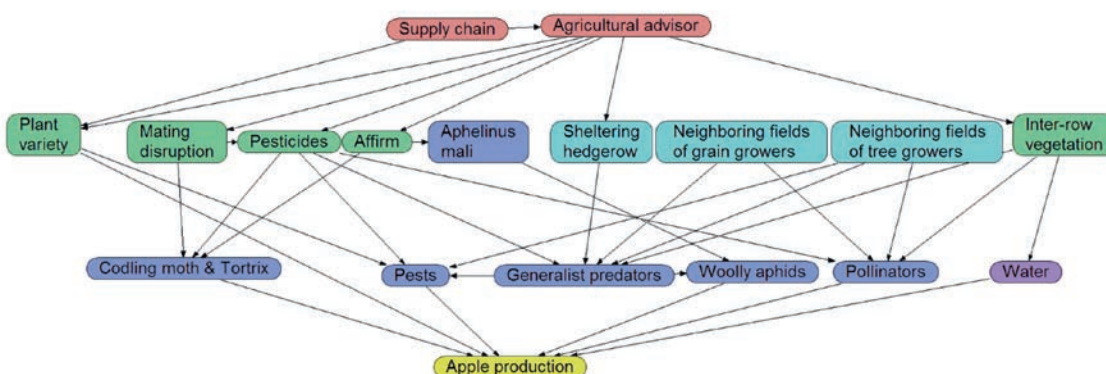 Supply chain
Agricultural advisor
Plant
variety
Mating
disruption
Pesticides
Affirm
Aphelinus
mali
Sheltering
hedgerow
Neighboring fields
of grain growers
Neighboring fields
of tree growers
Inter-row
vegetation
Codling moth & Tortrix
Pests
Generalist predators
Woolly aphids
Pollinators
Water
Apple production